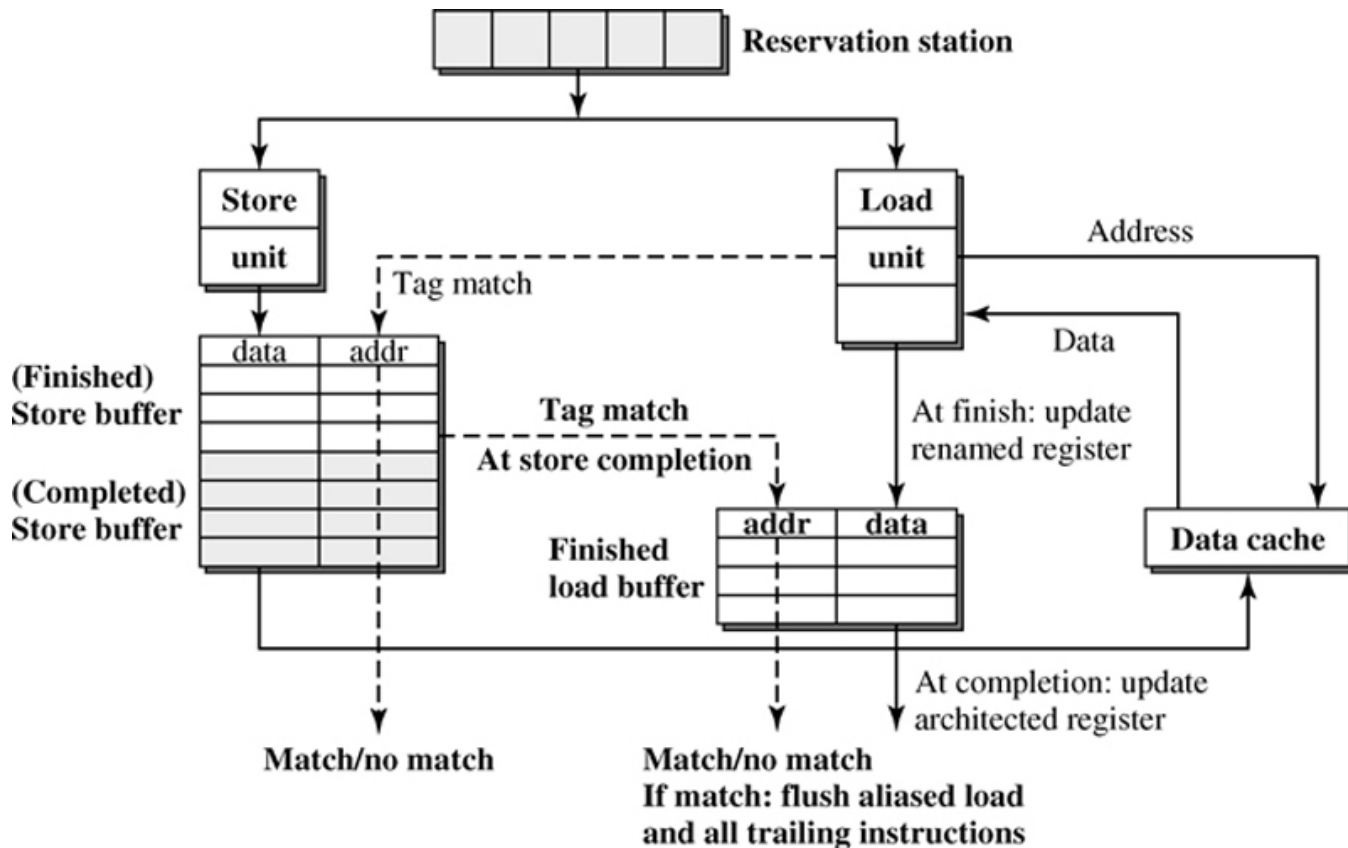 Reservation station
Store
unit
Load
unit
Address
Tag match
Data
data addr
(Finished)
Store buffer
Tag match
At store completion
(Completed)
Store buffer
At finish: update
renamed register
addr data
Finished
load buffer
Data cache
At completion: update
architected register
Match/no match
Match/no match
If match: flush aliased load
and all trailing instructions